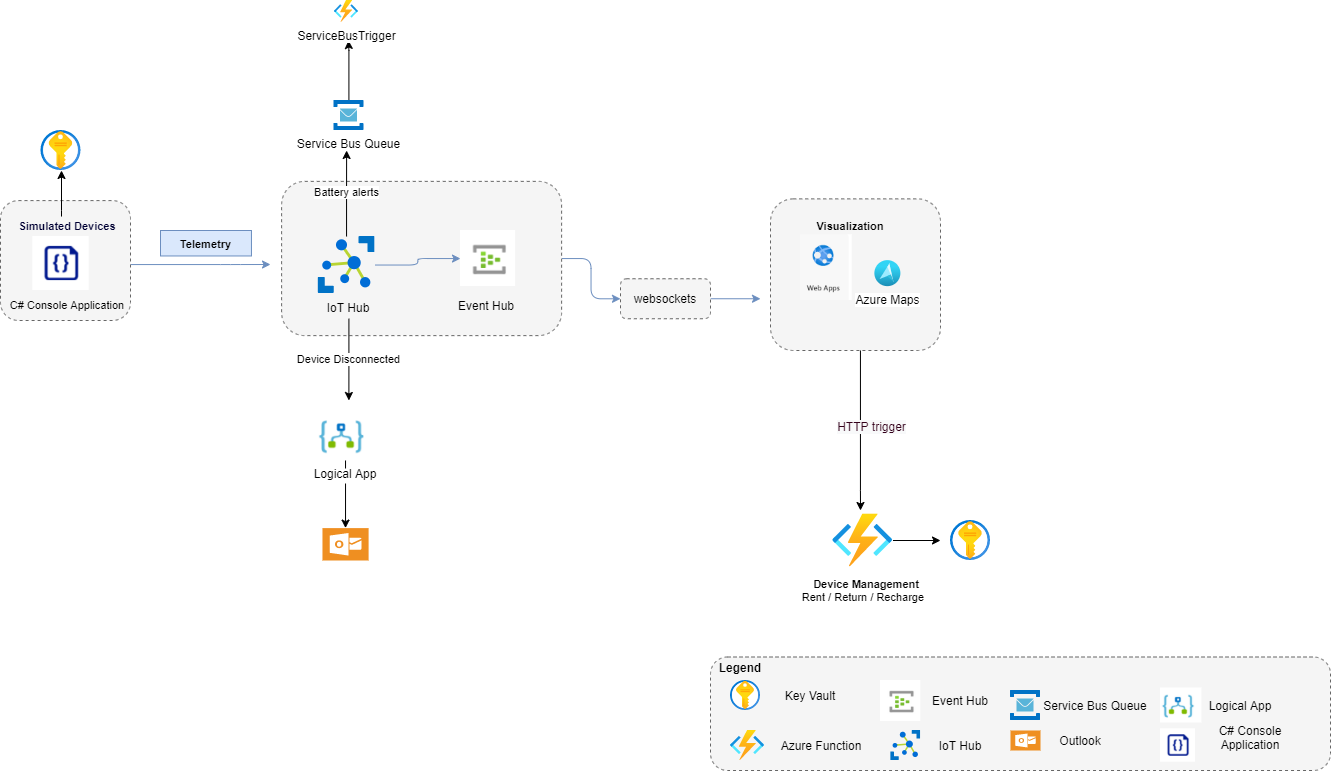 ServiceBusTrigger
Service Bus Queue
Battery alerts
Simulated Devices
C# Console Application
Telemetry
IoT Hub
Event Hub
websockets
Visualization
Web Apps
Azure Maps
Device Disconnected
Logical App
HTTP trigger
Device Management
Rent / Return / Recharge
Legend
Key Vault
Event Hub
Service Bus Queue
Logical App
Azure Function
IoT Hub
Outlook
C# Console
Application